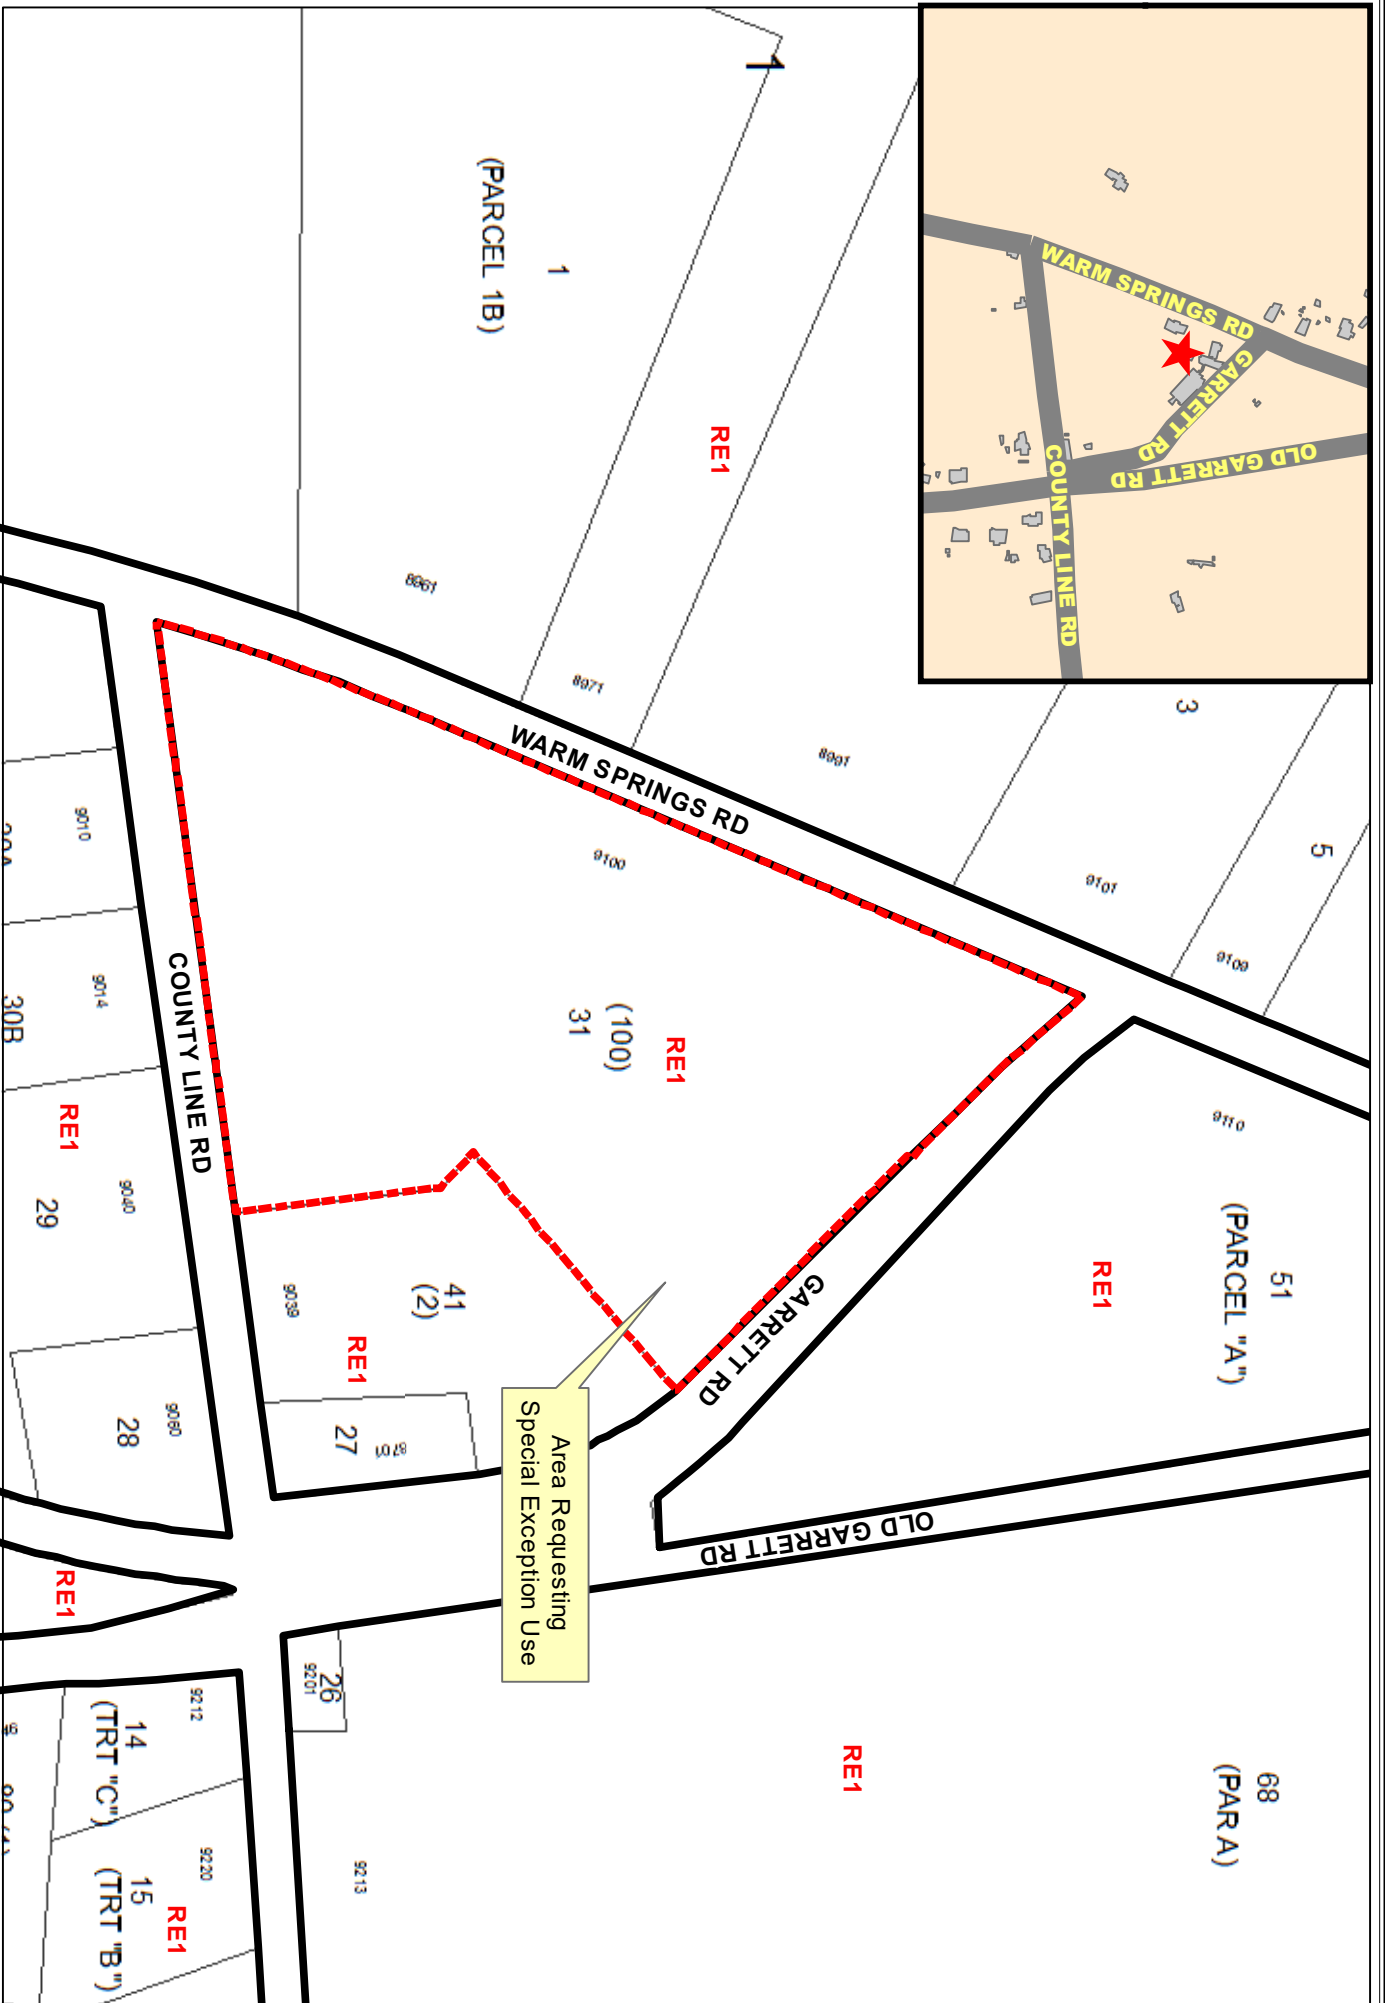 WARM SPRINGS RD
GARRETT RD
OLD GARRETT RD
COUNTY LINE RD
1
RE1
1
(PARCEL 1B)
8961
8971
8991
3
5
9101
9109
WARM SPRINGS RD
9100
RE1
(100)
31
9110
51
(PARCEL "A")
RE1
GARRETT RD
OLD GARRETT RD
COUNTY LINE RD
9010
9014
30B
RE1
9040
29
9039
41
(2)
RE1
27
9060
28
Area Requesting
Special Exception Use
RE1
26
9201
9212
14
(TRT "C")
9220
15
(TRT "B")
RE1
9213
RE1
68
(PAR A)